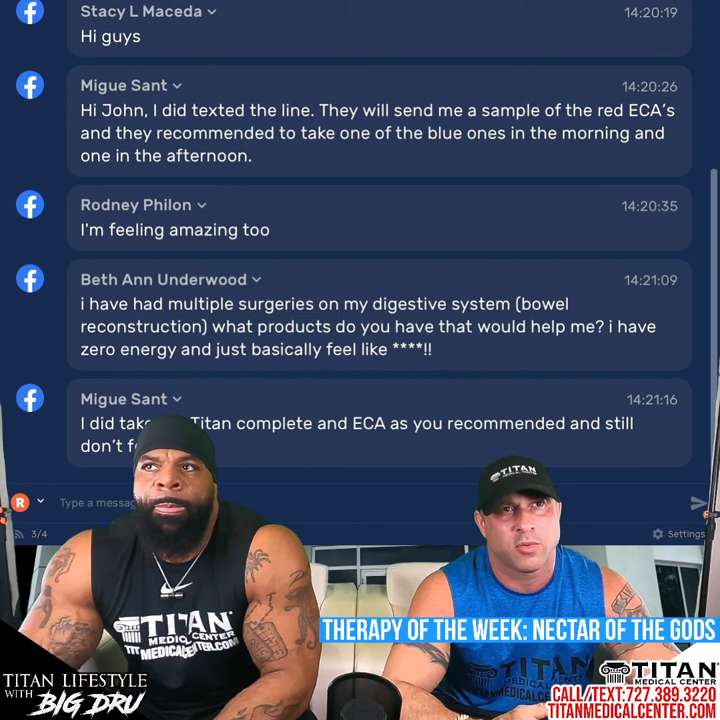 Stacy L Maceda
14:20:19
Hi guys
Migue Sant
14:20:26
Hi John, I did texted the line. They will send me a sample of the red ECA's
and they recommended to take one of the blue ones in the morning and
one in the afternoon.
Rodney Philon
14:20:35
I'm feeling amazing too
Beth Ann Underwood
14:21:09
i have had multiple surgeries on my digestive system (bowel
reconstruction) what products do you have that would help me? i have
zero energy and just basically feel like ****!!
Migue Sant
14:21:16
I did take Titan complete and ECA as you recommended and still
don't
R
Type a messag
3/4
Settings
TITAN
TITAN
MEDICAL CENTER
THERAPY OF THE WEEK: NECTAR OF THE GODS
TITAN
TITAN LIFESTYLE
WITH BIG DRU
TITAN
MEDICAL CENTER
CALL/TEXT:727.389.3220
TITANMEDICALCENTER.COM